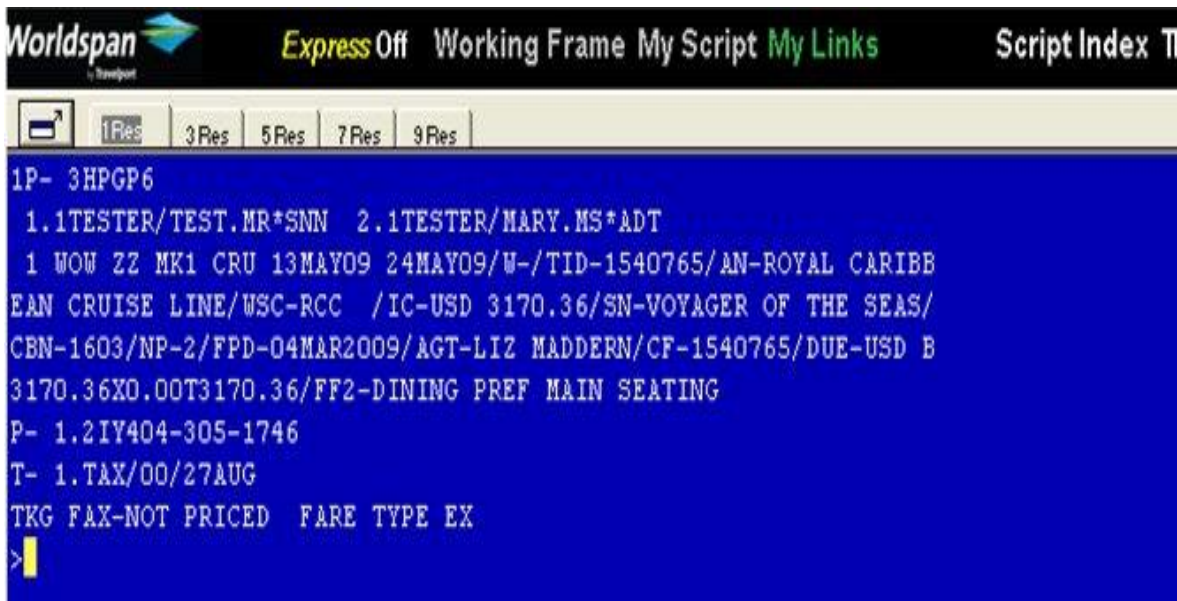 Worldspan Express Off Working Frame My Script My Links Script Index
by Travelport
1Res 3Res 5Res 7Res 9Res
1P- 3HPGP6
1.1TESTER/TEST.MR*SNN 2.1TESTER/MARY.MS*ADT
1 WOW ZZ MK1 CRU 13MAY09 24MAY09/W-/TID-1540765/AN-ROYAL CARIBB
EAN CRUISE LINE/WSC-RCC /IC-USD 3170.36/SN-VOYAGER OF THE SEAS/
CBN-1603/NP-2/FPD-04MAR2009/AGT-LIZ MADDERN/CF-1540765/DUE-USD B
3170.36X0.00T3170.36/FF2-DINING PREF MAIN SEATING
P- 1.2IY404-305-1746
T- 1.TAX/00/27AUG
TKG FAX-NOT PRICED FARE TYPE EX
>